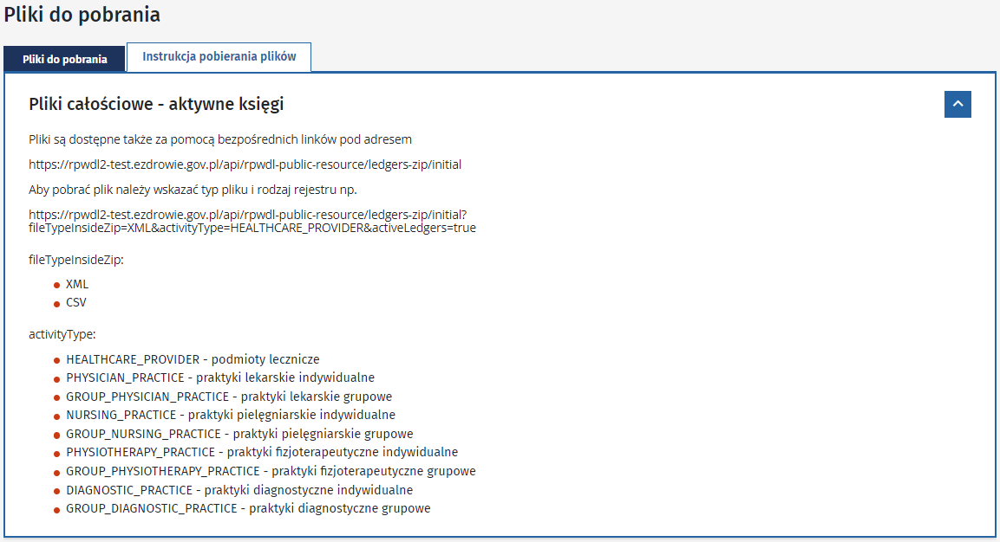 Pliki do pobrania
Pliki do pobrania
Instrukcja pobierania plików
Pliki całościowe - aktywne księgi
Pliki są dostępne także za pomocą bezpośrednich linków pod adresem
https://rpwdl2-test.ezdrowie.gov.pl/api/rpwdl-public-resource/ledgers-zip/initial
Aby pobrać plik należy wskazać typ pliku i rodzaj rejestru np.
https://rpwdl2-test.ezdrowie.gov.pl/api/rpwdl-public-resource/ledgers-zip/initial?
fileTypeInsideZip=XML&activityType=HEALTHCARE_PROVIDER&activeLedgers=true
fileTypeInsideZip:
XML
CSV
activityType:
HEALTHCARE_PROVIDER - podmioty lecznicze
PHYSICIAN_PRACTICE - praktyki lekarskie indywidualne
GROUP_PHYSICIAN_PRACTICE - praktyki lekarskie grupowe
NURSING_PRACTICE - praktyki pielęgniarskie indywidualne
GROUP_NURSING_PRACTICE - praktyki pielęgniarskie grupowe
PHYSIOTHERAPY_PRACTICE - praktyki fizjoterapeutyczne indywidualne
GROUP_PHYSIOTHERAPY_PRACTICE - praktyki fizjoterapeutyczne grupowe
DIAGNOSTIC_PRACTICE - praktyki diagnostyczne indywidualne
GROUP_DIAGNOSTIC_PRACTICE - praktyki diagnostyczne grupowe